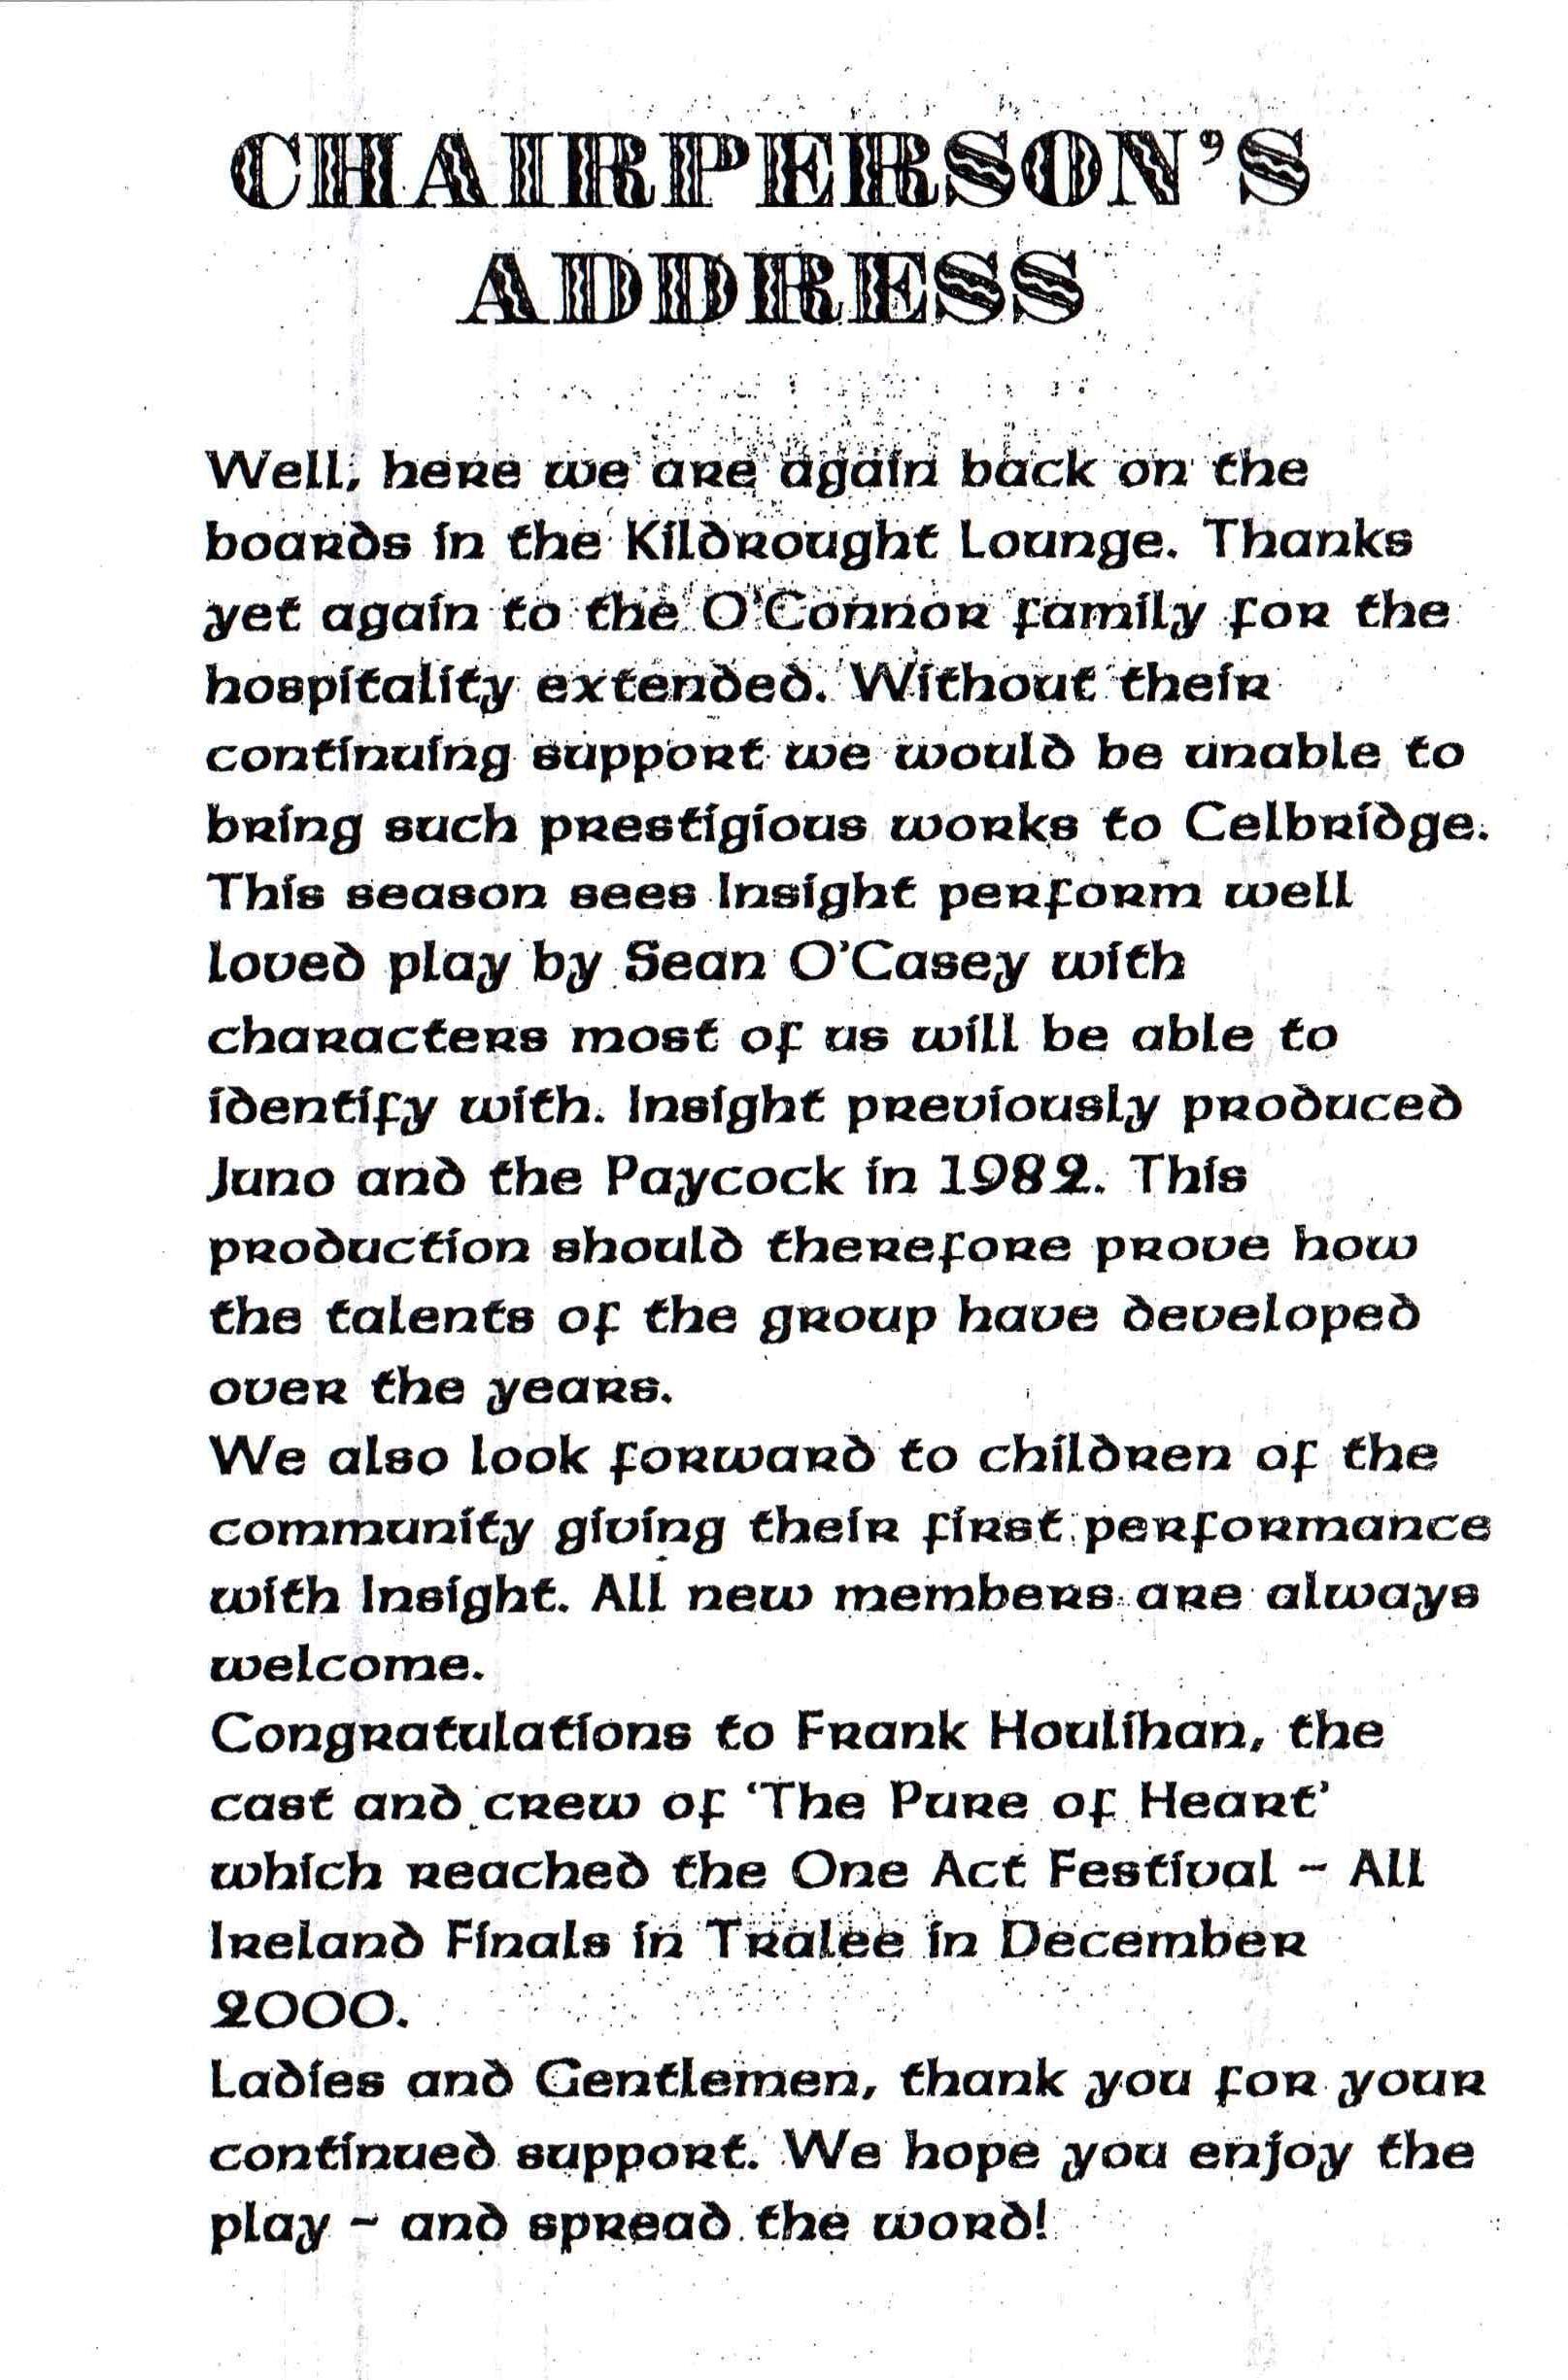 CHAIRPERSON'S
ADDRESS
Well, here we are again back on the
boards in the Kildrought Lounge. Thanks
yet again to the O'Connor family for the
hospitality extended. Without their
continuing support we would be unable to
bring such prestigious works to Celbridge.
This season sees Insight perform well
loved play by Sean O'Casey with
characters most of us will be able to
identify with. Insight previously produced
Juno and the Paycock in 1982. This
production should therefore prove how
the talents of the group have developed
over the years.
We also look forward to children of the
community giving their first performance
with Insight. All new members are always
welcome.
Congratulations to Frank Houlihan, the
cast and crew of ‘The Pure of Heart’
which reached the One Act Festival ~ All
Ireland Finals in Tralee in December
2000.
Ladies and Gentlemen, thank you for your
continued support. We hope you enjoy the
play ~ and spread the word!